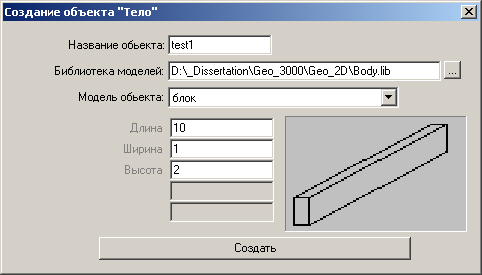 Создание объекта "Тело"
Название обьекта: test1
Библиотека моделей: D:\_Dissertation\Geo_3000\Geo_2D\Body.lib ...
Модель обьекта: блок
Длина 10
Ширина 1
Высота 2
Создать